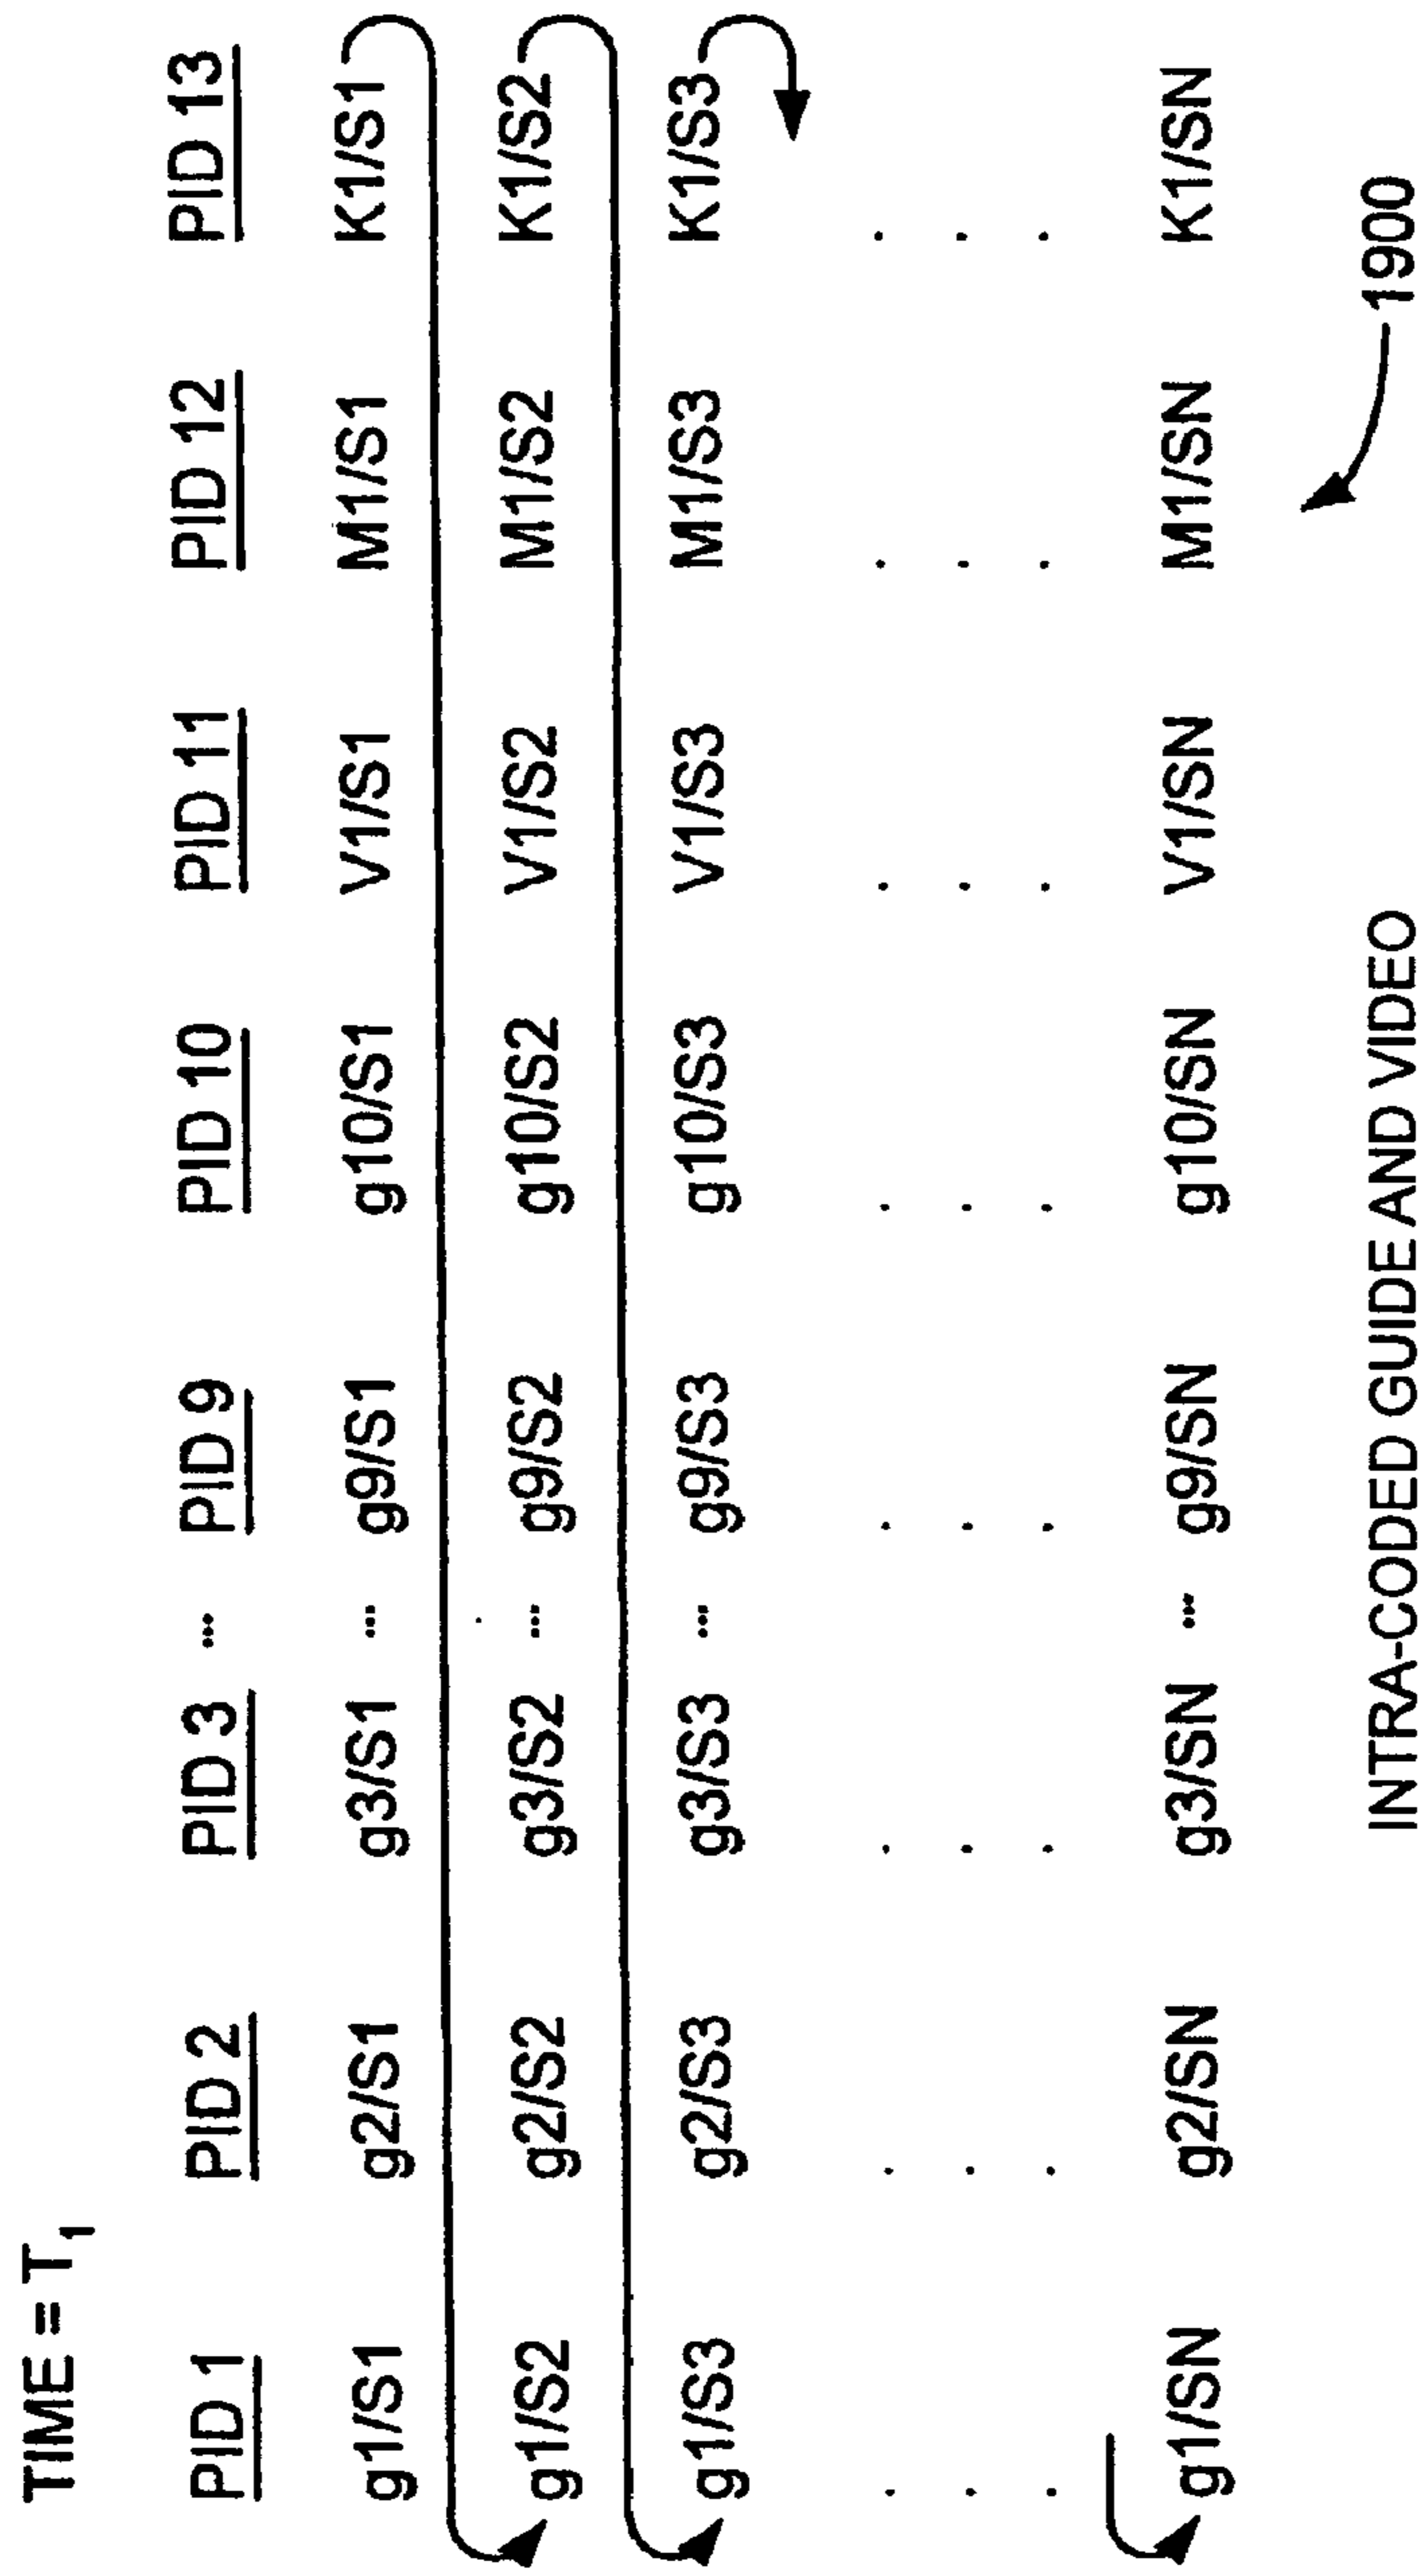 TIME = T1
PID 1 PID 2 PID 3 ... PID 9 PID 10 PID 11 PID 12 PID 13
g1/S1 g2/S1 g3/S1 ... g9/S1 g10/S1 V1/S1 M1/S1 K1/S1
g1/S2 g2/S2 g3/S2 ... g9/S2 g10/S2 V1/S2 M1/S2 K1/S2
g1/S3 g2/S3 g3/S3 ... g9/S3 g10/S3 V1/S3 M1/S3 K1/S3
g1/SN g2/SN g3/SN ... g9/SN g10/SN V1/SN M1/SN K1/SN
INTRA-CODED GUIDE AND VIDEO
1900